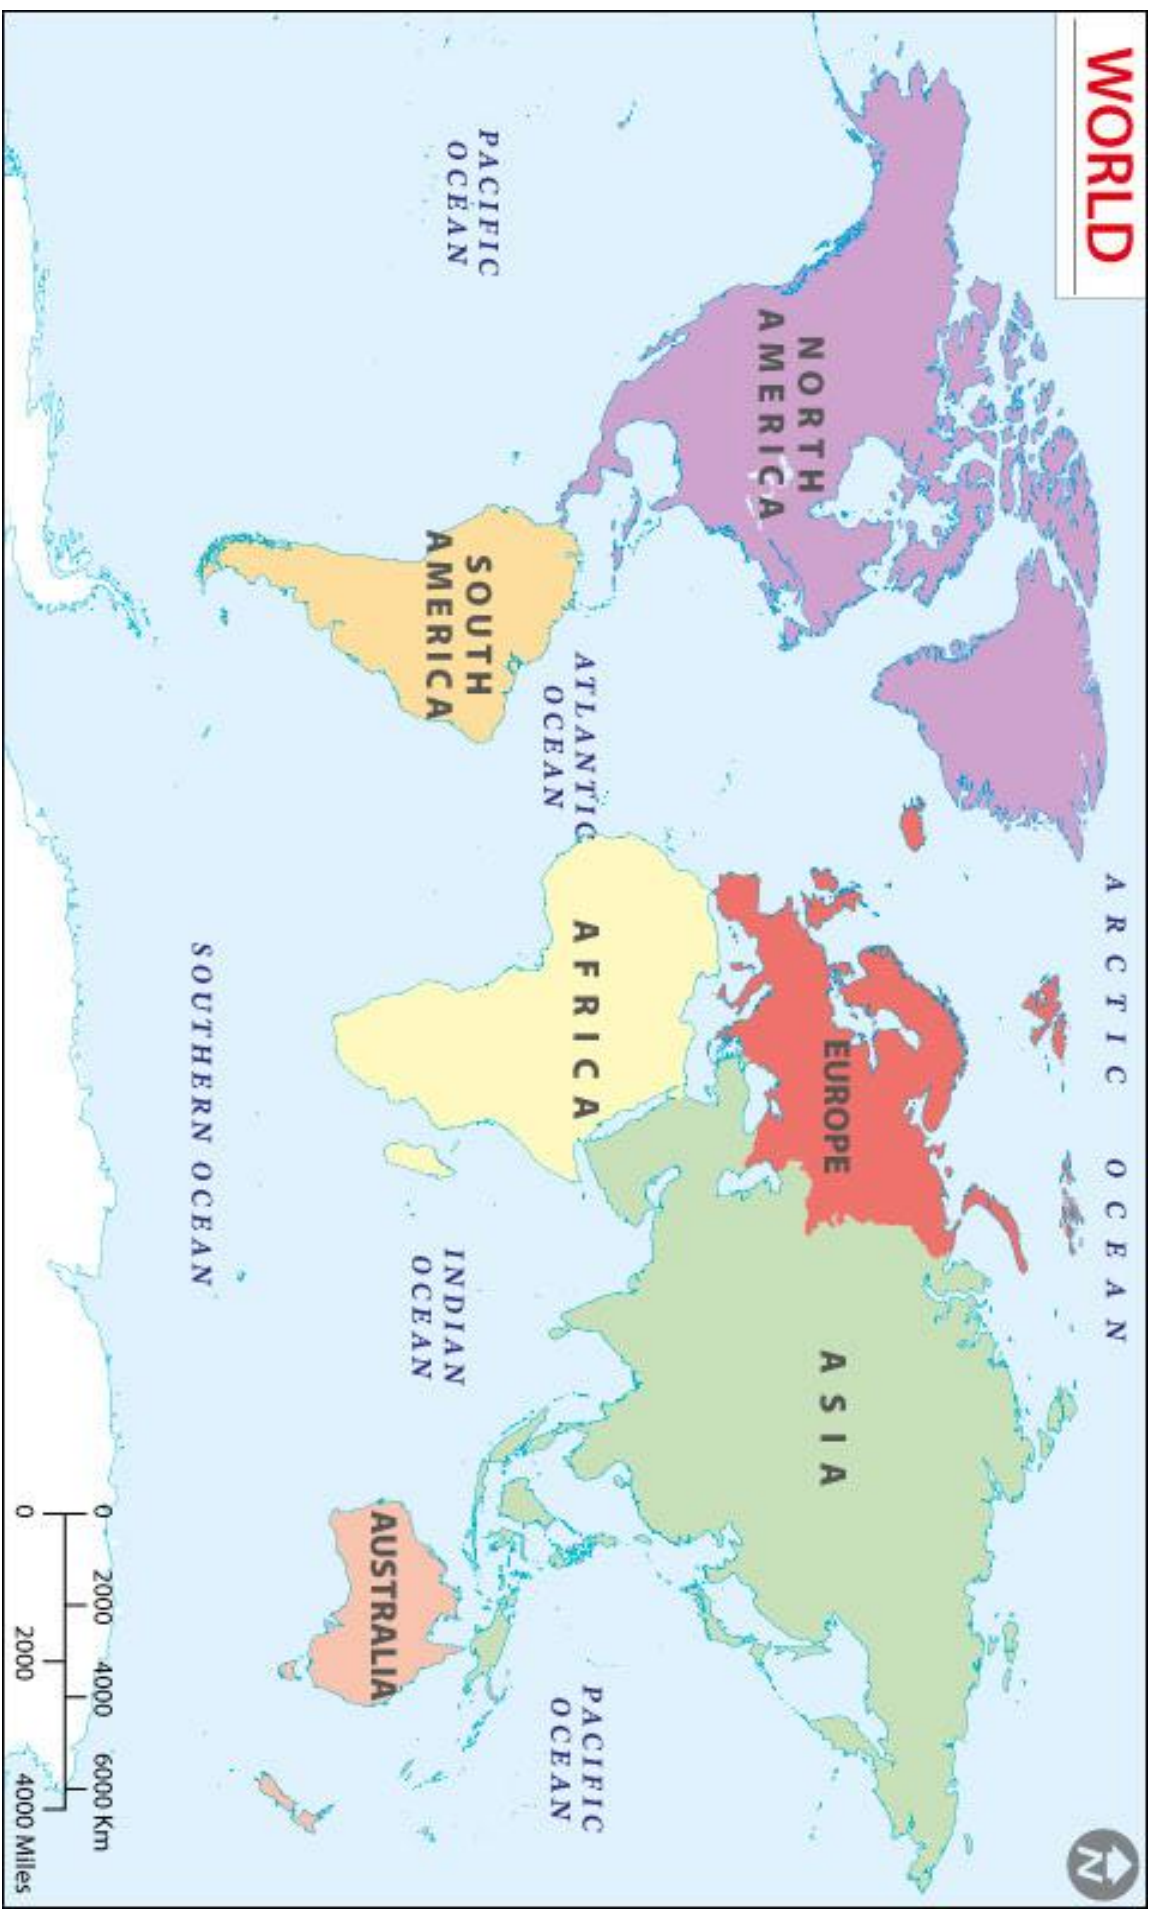 WORLD
ARCTIC OCEAN
NORTH
AMERICA
EUROPE
ASIA
PACIFIC
OCEAN
ATLANTIC
OCEAN
AFRICA
PACIFIC
OCEAN
SOUTH
AMERICA
INDIAN
OCEAN
AUSTRALIA
SOUTHERN OCEAN
0 2000 4000 6000 Km
0 2000 4000 Miles
N